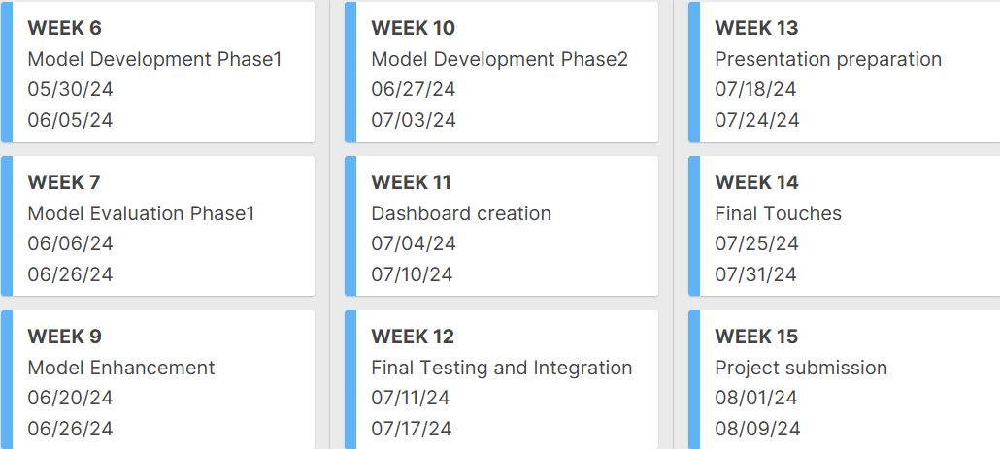 WEEK 6
Model Development Phase1
05/30/24
06/05/24
WEEK 7
Model Evaluation Phase1
06/06/24
06/26/24
WEEK 9
Model Enhancement
06/20/24
06/26/24
WEEK 10
Model Development Phase2
06/27/24
07/03/24
WEEK 11
Dashboard creation
07/04/24
07/10/24
WEEK 12
Final Testing and Integration
07/11/24
07/17/24
WEEK 13
Presentation preparation
07/18/24
07/24/24
WEEK 14
Final Touches
07/25/24
07/31/24
WEEK 15
Project submission
08/01/24
08/09/24